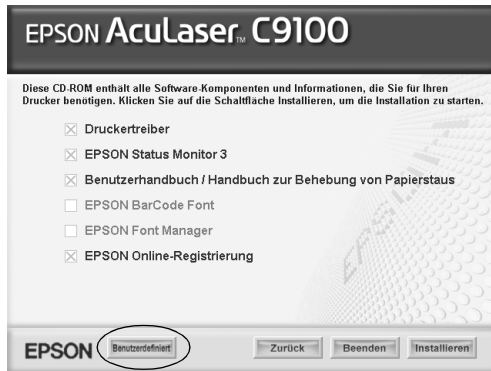 EPSON AcuLaser™ C9100
Diese CD-ROM enthält alle Software-Komponenten und Informationen, die Sie für Ihren
Drucker benötigen. Klicken Sie auf die Schaltfläche Installieren, um die Installation zu starten.
Druckertreiber
EPSON Status Monitor 3
Benutzerhandbuch / Handbuch zur Behebung von Papierstaus
EPSON BarCode Font
EPSON Font Manager
EPSON Online-Registrierung
EPSON
Benutzerdefiniert
Zurück
Beenden
Installieren